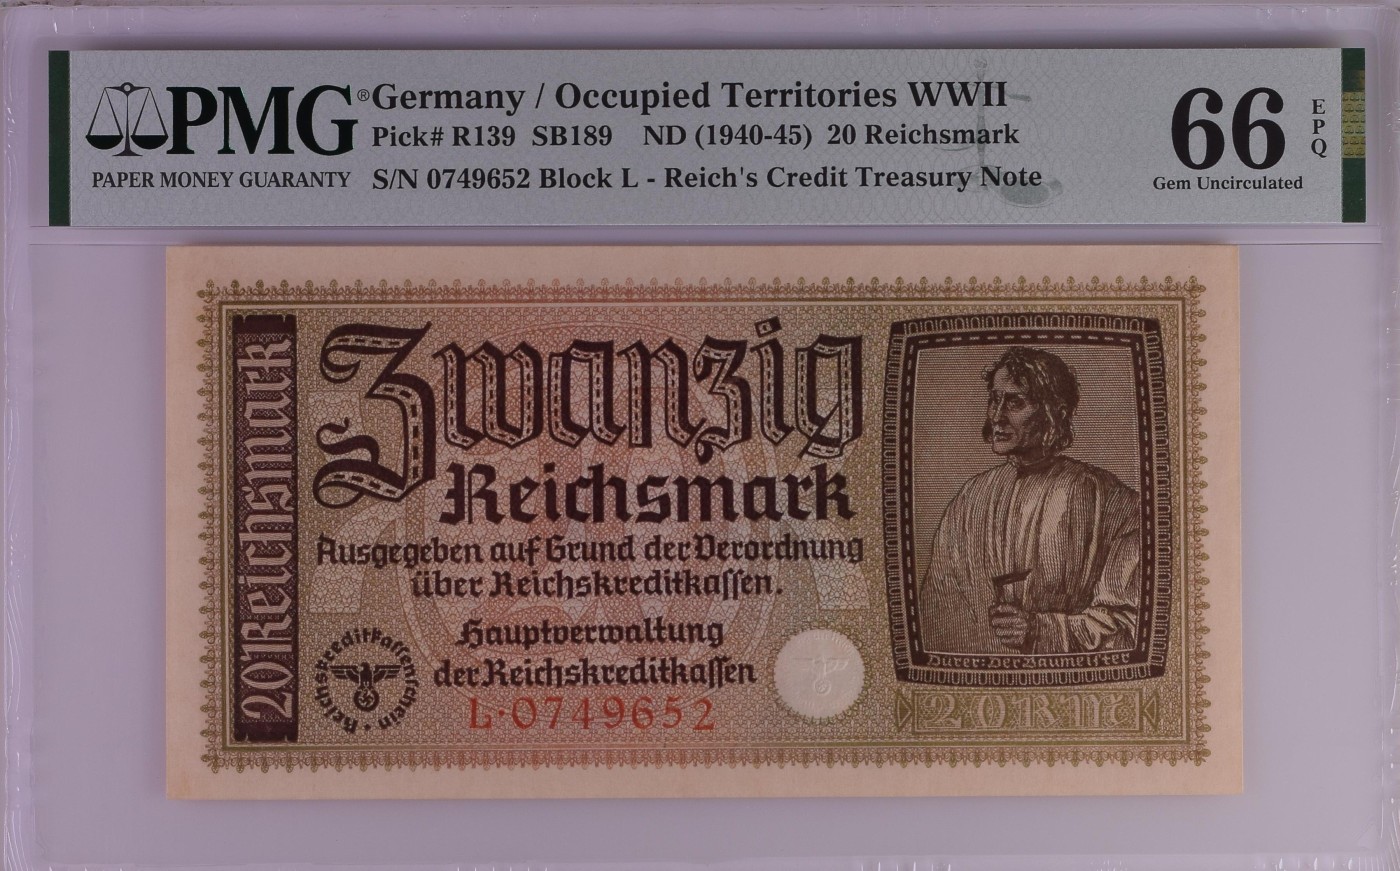 PMG®
PAPER MONEY GUARANTY
Germany / Occupied Territories WWII
Pick# R139 SB189 ND (1940-45) 20 Reichsmark
S/N 0749652 Block L - Reich's Credit Treasury Note
66
EPQ
Gem Uncirculated
20 Reichsmark
Zwanzig
Reichsmark
Ausgegeben auf Grund der Verordnung
über Reichskreditkassen.
Hauptverwaltung
der Reichskreditkassen
Reichskreditkassenschein
L·0749652
Dürer: Der Baumeister
20RM